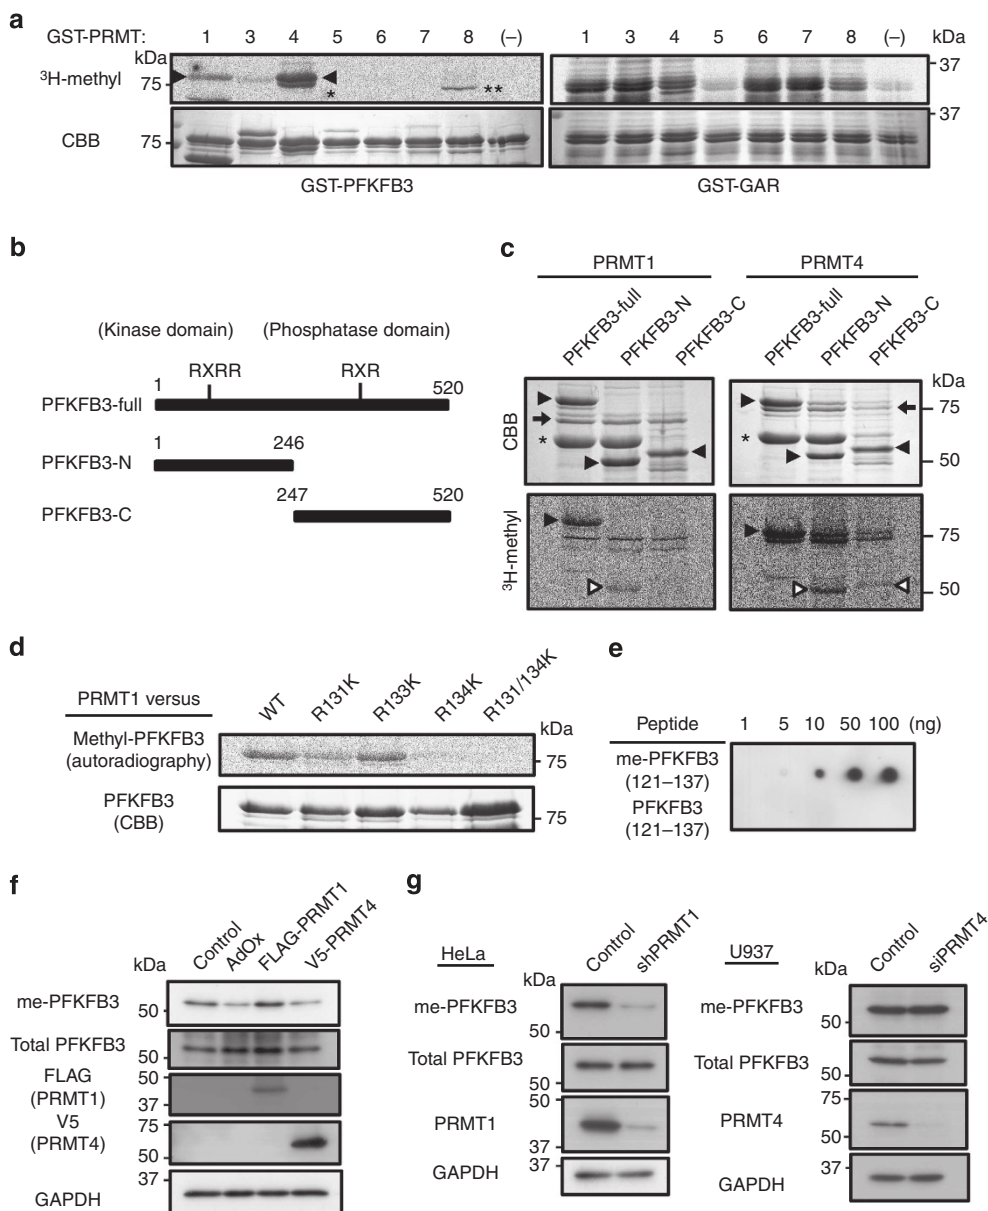 a
GST-PRMT: 1 3 4 5 6 7 8 (–) 1 3 4 5 6 7 8 (–) kDa
kDa
³H-methyl 75 * ** 37
CBB 75 37
GST-PFKFB3 GST-GAR
b
(Kinase domain) (Phosphatase domain)
RXRR RXR
1 520
PFKFB3-full
1 246
PFKFB3-N
247 520
PFKFB3-C
c
PRMT1 PRMT4
PFKFB3-full PFKFB3-N PFKFB3-C PFKFB3-full PFKFB3-N PFKFB3-C
kDa
CBB * * 75
50
³H-methyl 75
50
d
PRMT1 versus WT R131K R133K R134K R131/134K
kDa
Methyl-PFKFB3
(autoradiography) 75
PFKFB3
(CBB) 75
e
Peptide 1 5 10 50 100 (ng)
me-PFKFB3
(121–137)
PFKFB3
(121–137)
f
Control AdOx FLAG-PRMT1 V5-PRMT4
kDa
me-PFKFB3 50
Total PFKFB3 50
FLAG 50
(PRMT1) 37
V5 75
(PRMT4) 50
37
GAPDH
g
HeLa Control shPRMT1
kDa
me-PFKFB3 50
Total PFKFB3 50
50
PRMT1 37
GAPDH 37
U937 Control siPRMT4
kDa
me-PFKFB3 50
Total PFKFB3 50
75
PRMT4 50
37
GAPDH